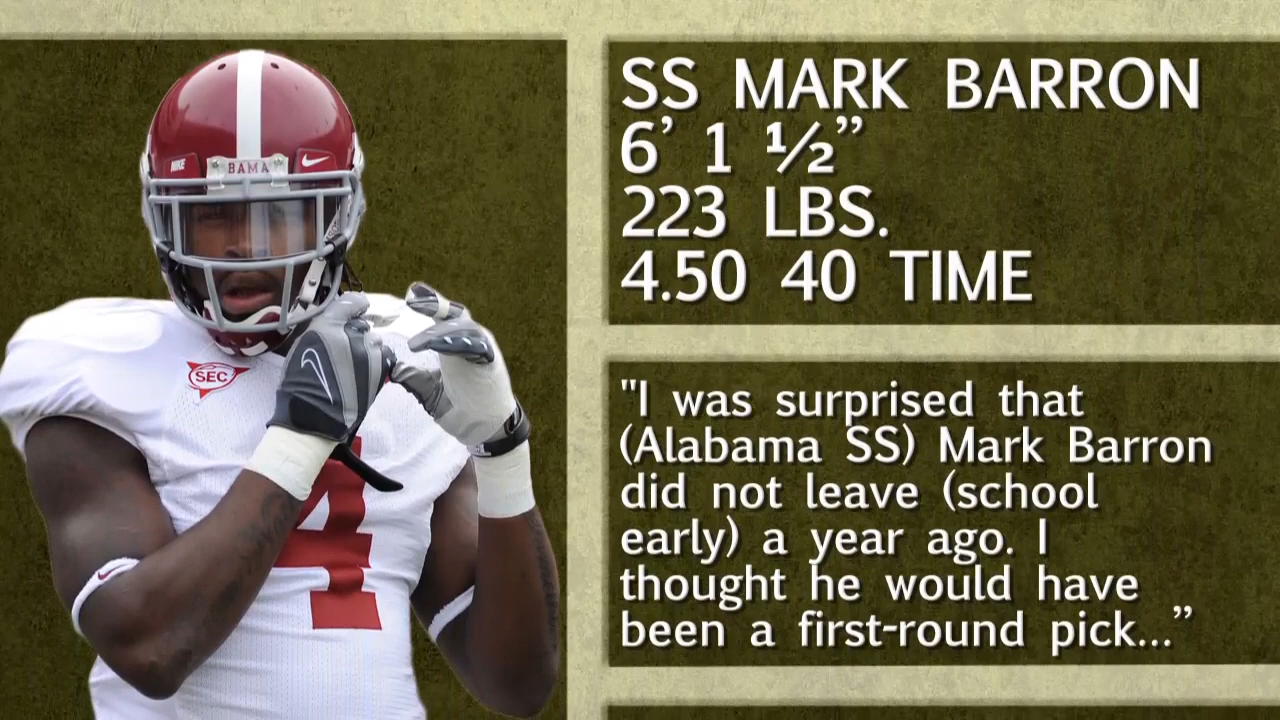 SS MARK BARRON
6’ 1 ½”
223 LBS.
4.50 40 TIME
"I was surprised that
(Alabama SS) Mark Barron
did not leave (school
early) a year ago. I
thought he would have
been a first-round pick...”
NIKE
BAMA
SEC
4